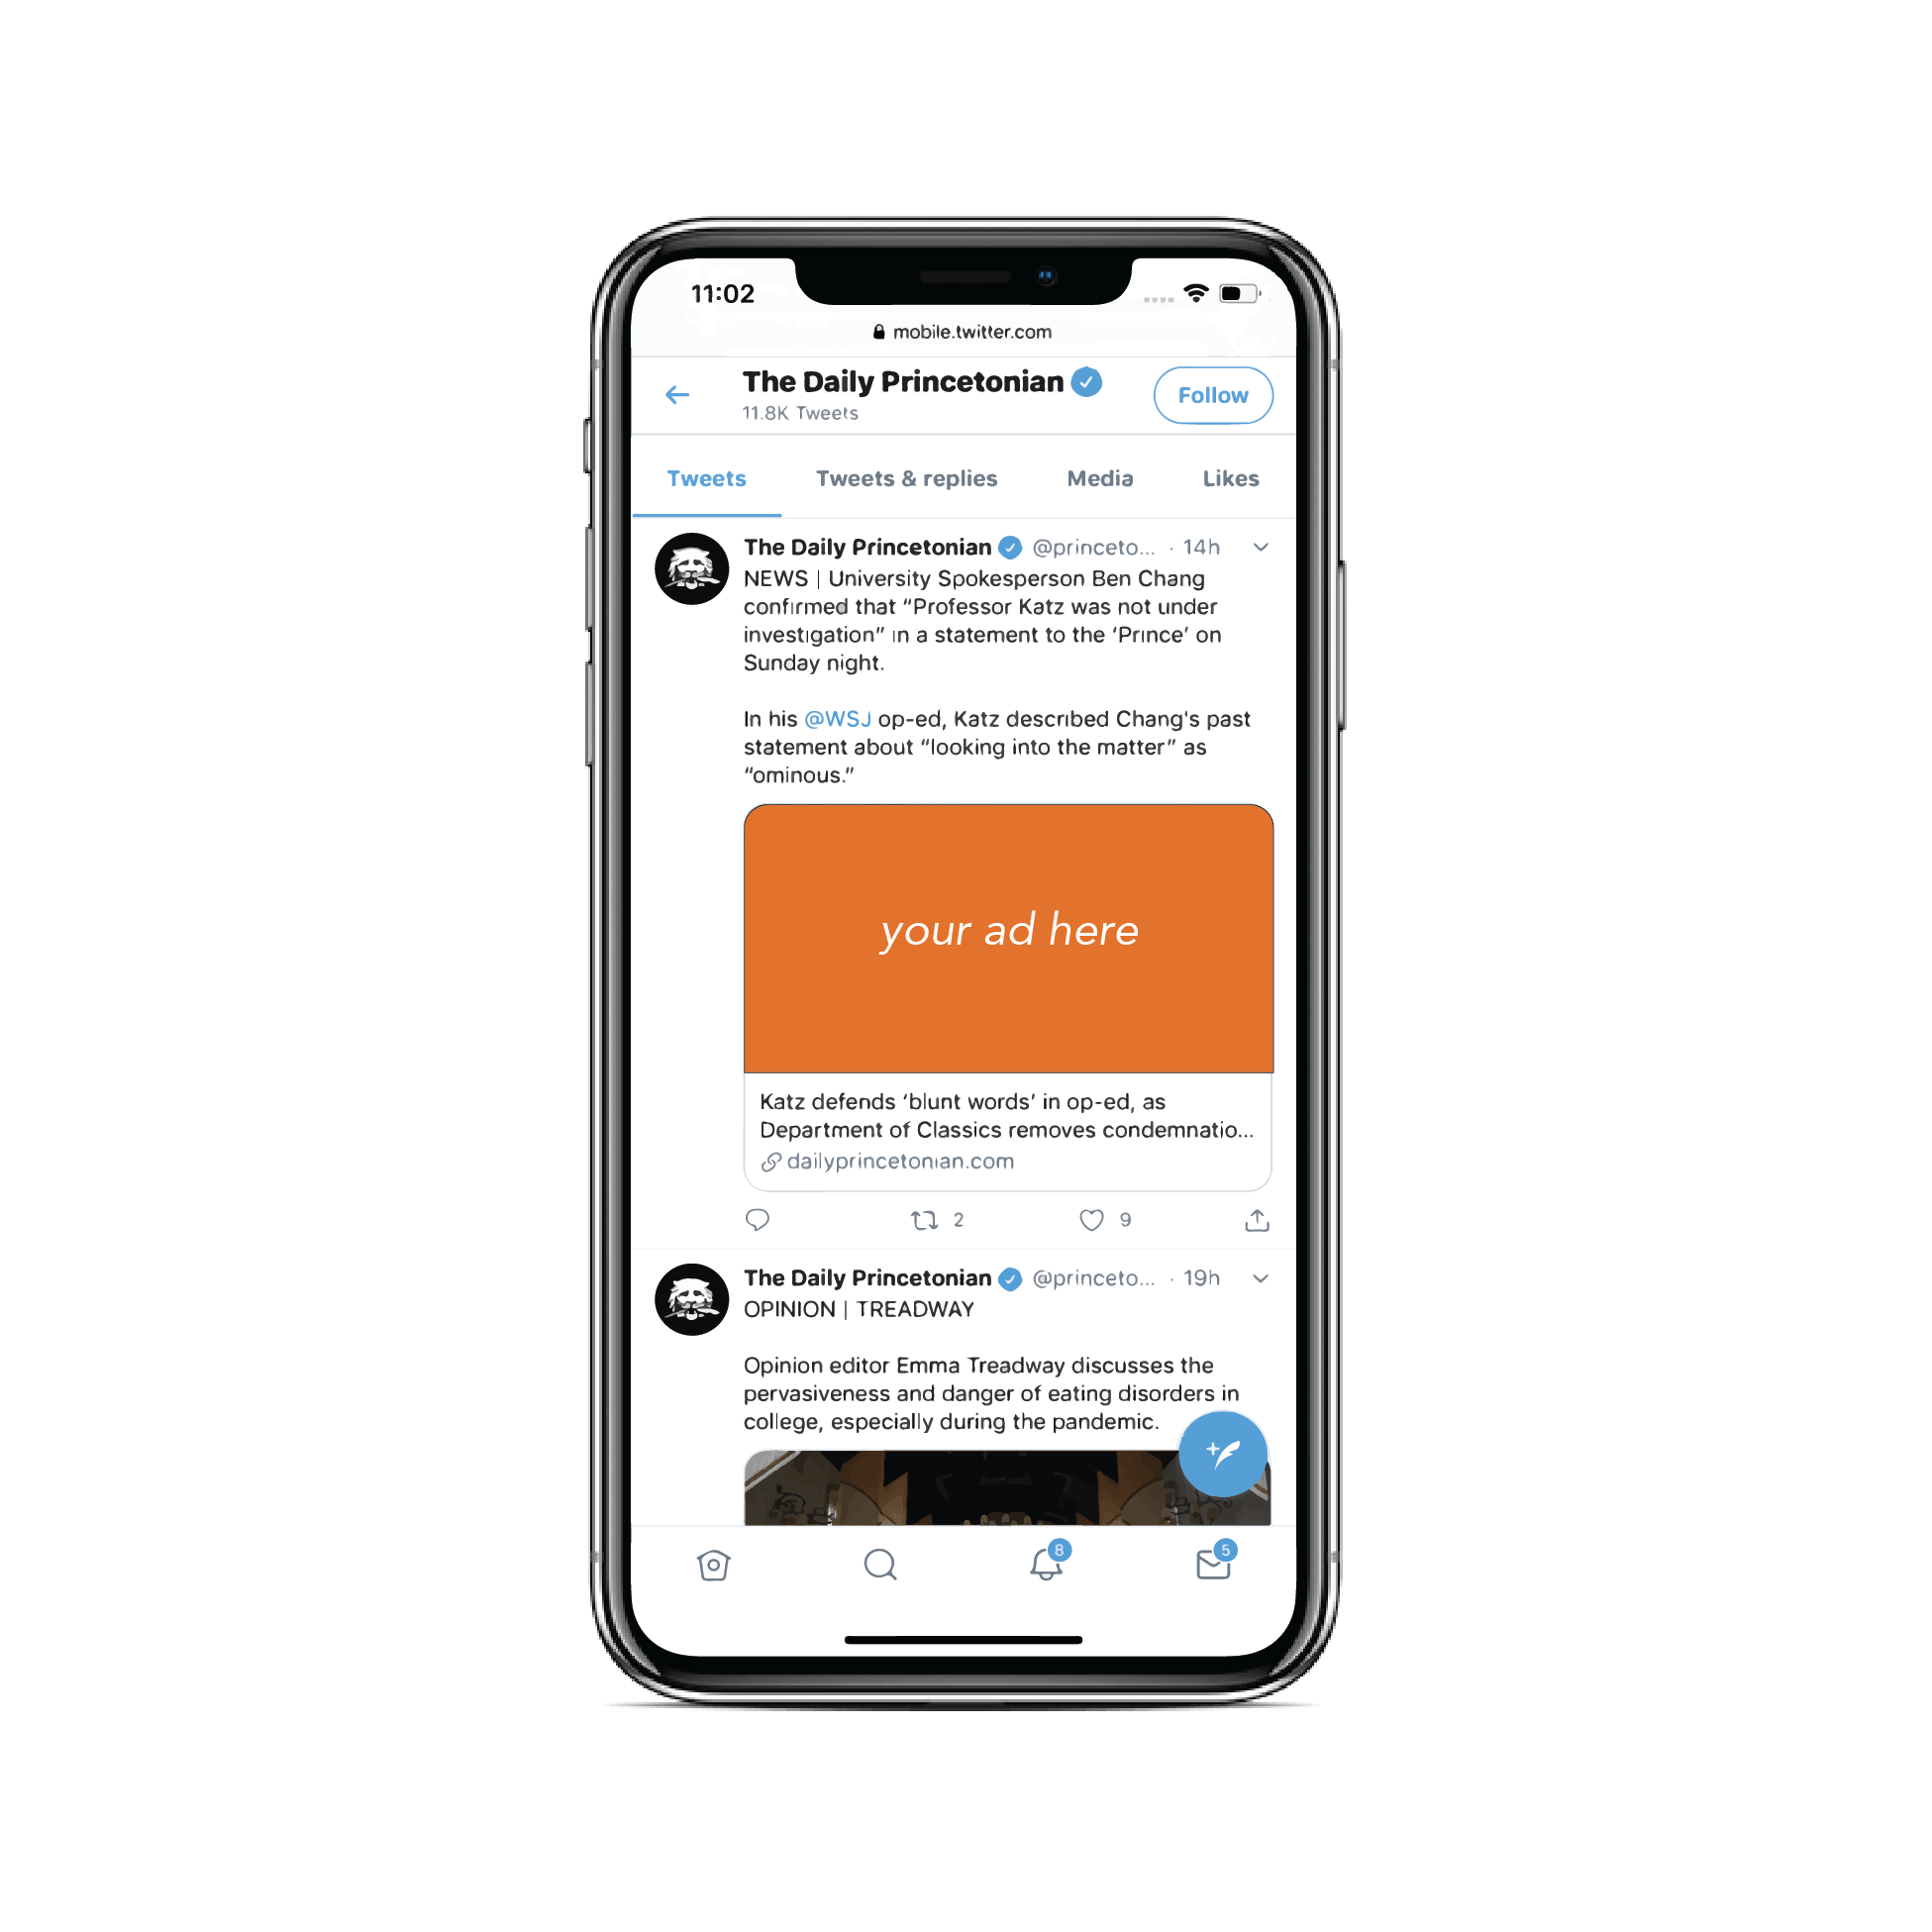 11:02
mobile.twitter.com
The Daily Princetonian
11.8K Tweets
Follow
Tweets Tweets & replies Media Likes
The Daily Princetonian @princeto... · 14h
NEWS | University Spokesperson Ben Chang
confirmed that “Professor Katz was not under
investigation” in a statement to the ‘Prince’ on
Sunday night.
In his @WSJ op-ed, Katz described Chang's past
statement about “looking into the matter” as
“ominous.”
your ad here
Katz defends ‘blunt words’ in op-ed, as
Department of Classics removes condemnatio...
dailyprincetonian.com
2 9
The Daily Princetonian @princeto... · 19h
OPINION | TREADWAY
Opinion editor Emma Treadway discusses the
pervasiveness and danger of eating disorders in
college, especially during the pandemic.
8 5